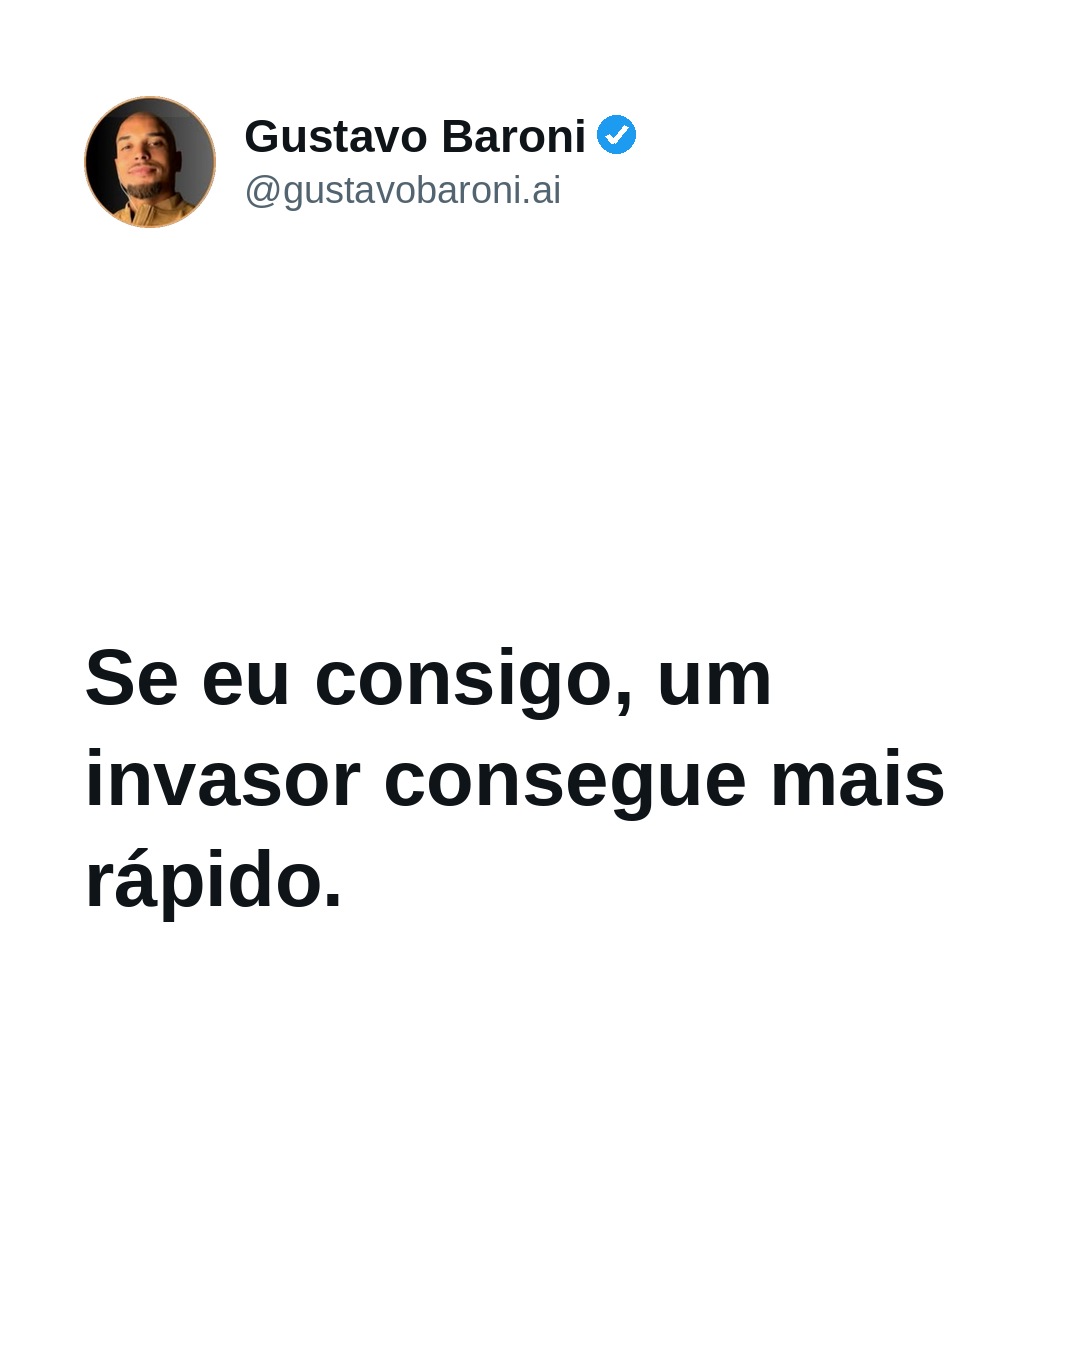 Gustavo Baroni
@gustavobaroni.ai
Se eu consigo, um
invasor consegue mais
rápido.